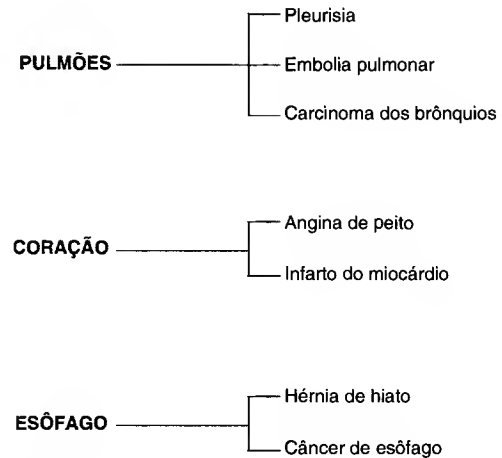 Pleurisia
PULMÕES
Embolia pulmonar
Carcinoma dos brônquios
Angina de peito
CORAÇÃO
Infarto do miocárdio
Hérnia de hiato
ESÔFAGO
Câncer de esôfago